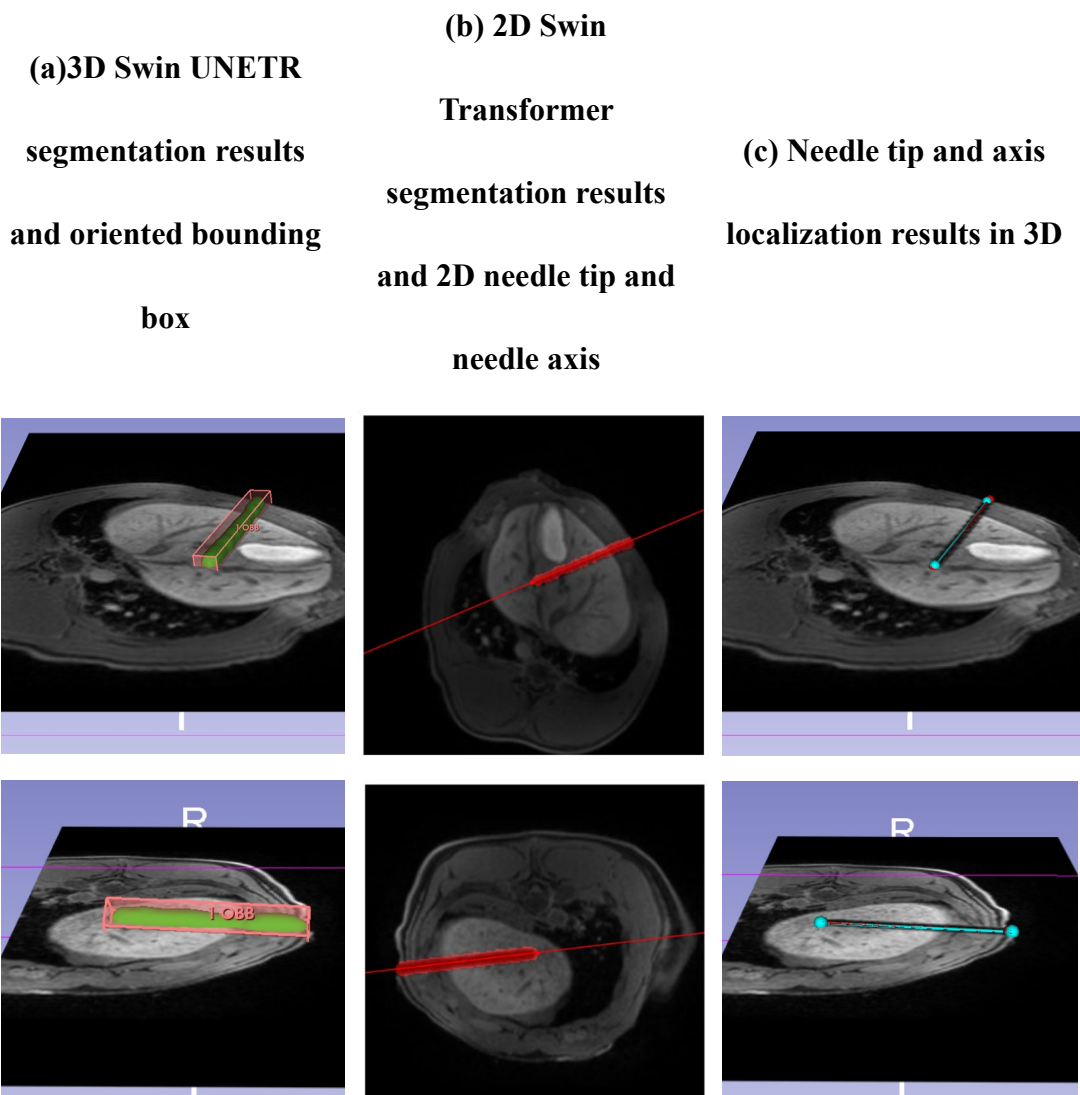 (a)3D Swin UNETR
segmentation results
and oriented bounding
box
(b) 2D Swin
Transformer
segmentation results
and 2D needle tip and
needle axis
(c) Needle tip and axis
localization results in 3D
1 OBB
R
1 OBB
R